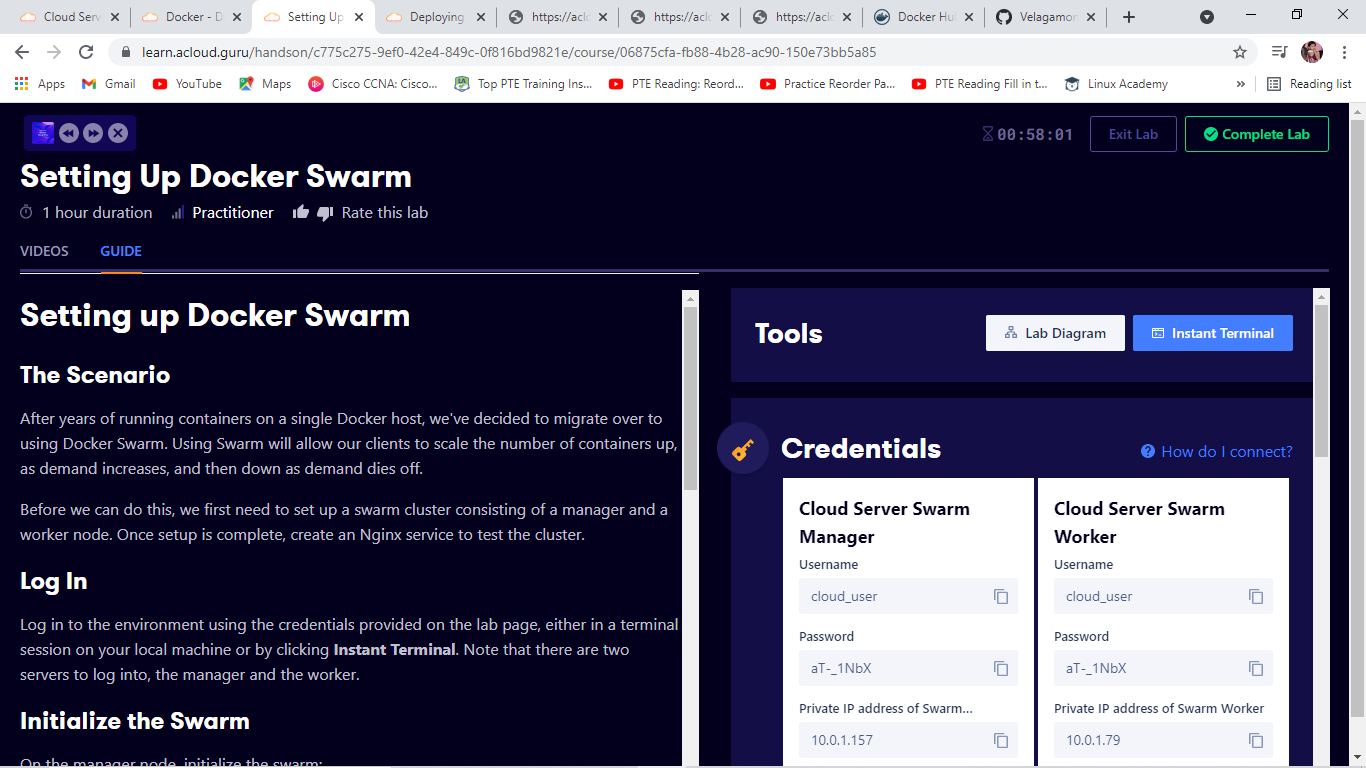 Cloud Serv
Docker - D
Setting Up
Deploying
https://aclo
https://aclo
https://aclo
Docker Hu
Velagamor
learn.acloud.guru/handson/c775c275-9ef0-42e4-849c-0f816bd9821e/course/06875cfa-fb88-4b28-ac90-150e73bb5a85
Apps
Gmail
YouTube
Maps
Cisco CCNA: Cisco...
Top PTE Training Ins...
PTE Reading: Reord...
Practice Reorder Pa...
PTE Reading Fill in t...
Linux Academy
»
Reading list
00:58:01
Exit Lab
Complete Lab
Setting Up Docker Swarm
1 hour duration
Practitioner
Rate this lab
VIDEOS
GUIDE
Setting up Docker Swarm
The Scenario
After years of running containers on a single Docker host, we've decided to migrate over to
using Docker Swarm. Using Swarm will allow our clients to scale the number of containers up,
as demand increases, and then down as demand dies off.
Before we can do this, we first need to set up a swarm cluster consisting of a manager and a
worker node. Once setup is complete, create an Nginx service to test the cluster.
Log In
Log in to the environment using the credentials provided on the lab page, either in a terminal
session on your local machine or by clicking Instant Terminal. Note that there are two
servers to log into, the manager and the worker.
Initialize the Swarm
On the manager node, initialize the swarm:
Tools
Lab Diagram
Instant Terminal
Credentials
How do I connect?
Cloud Server Swarm
Manager
Username
cloud_user
Password
aT-_1NbX
Private IP address of Swarm...
10.0.1.157
Cloud Server Swarm
Worker
Username
cloud_user
Password
aT-_1NbX
Private IP address of Swarm Worker
10.0.1.79